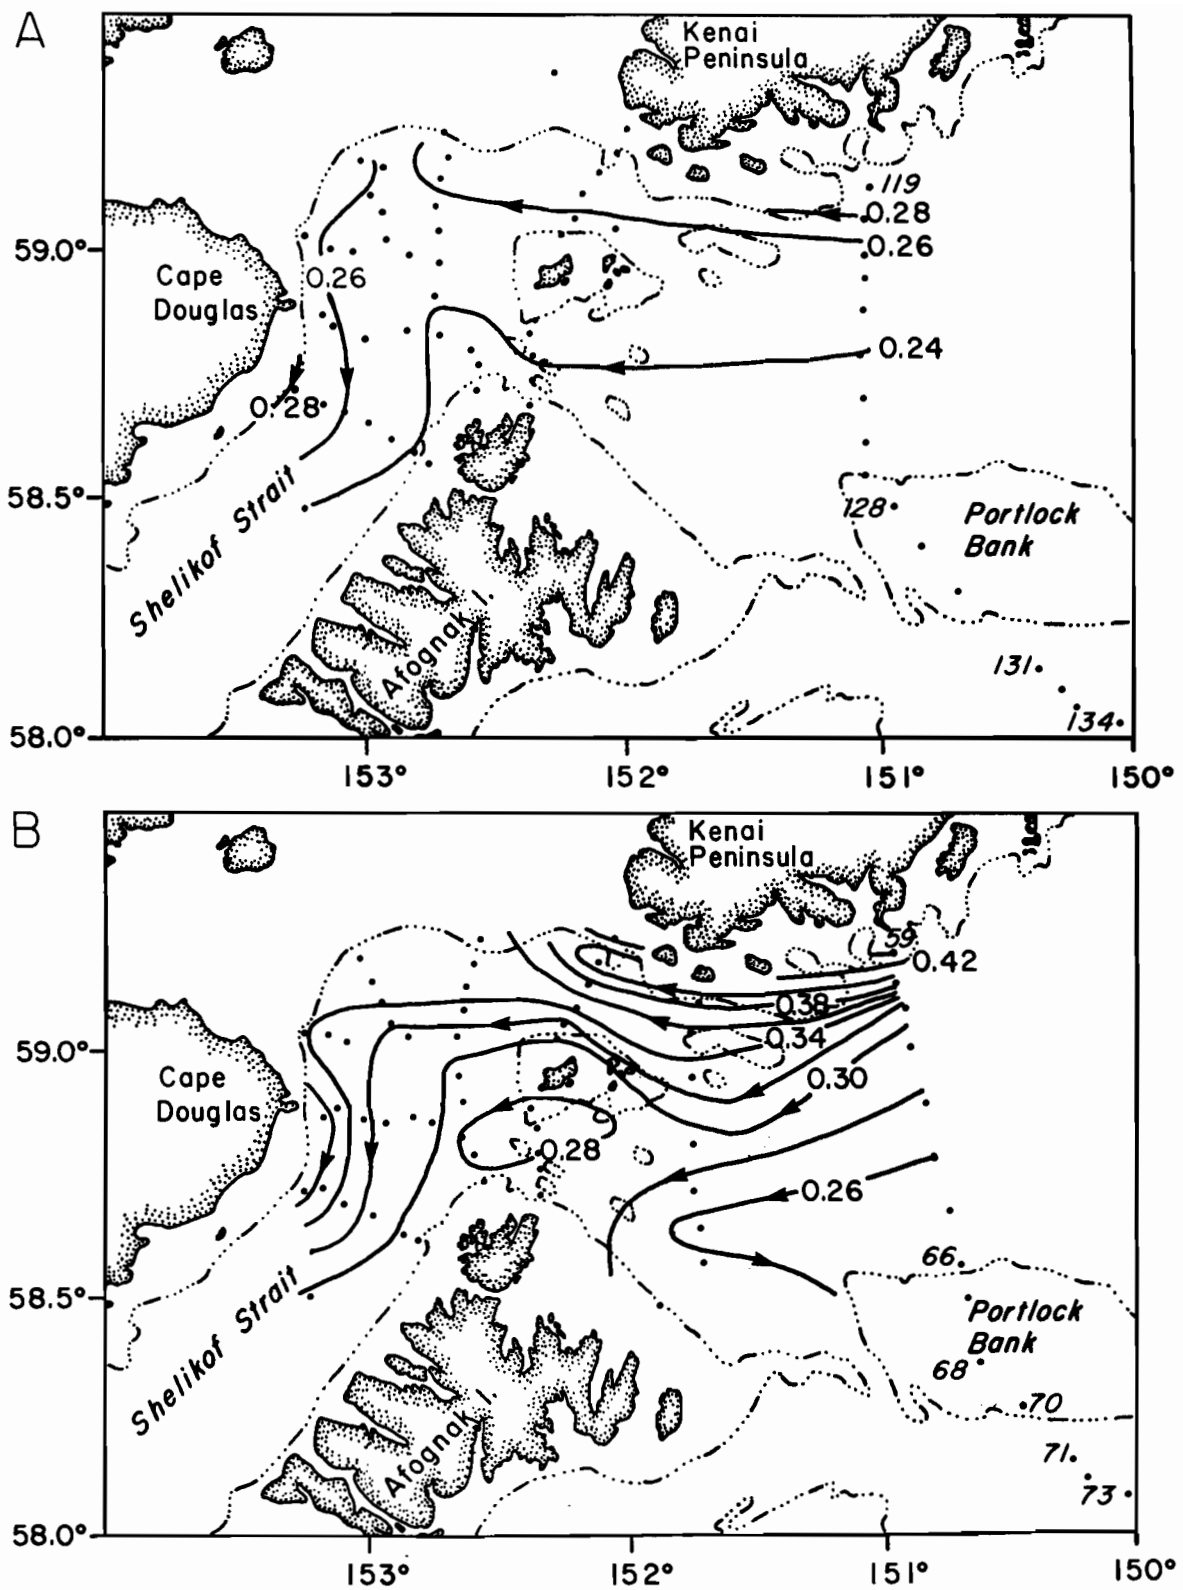 A
Kenai
Peninsula
119
0.28
0.26
59.0°
Cape
Douglas
0.26
0.24
0.28
58.5°
128
Portlock
Bank
Shelikof Strait
Afognak I.
131
134
58.0°
153°
152°
151°
150°
B
Kenai
Peninsula
59
0.42
0.38
0.34
59.0°
Cape
Douglas
0.30
0.28
0.26
66
58.5°
Portlock
Bank
68
70
Shelikof Strait
Afognak I.
71
73
58.0°
153°
152°
151°
150°